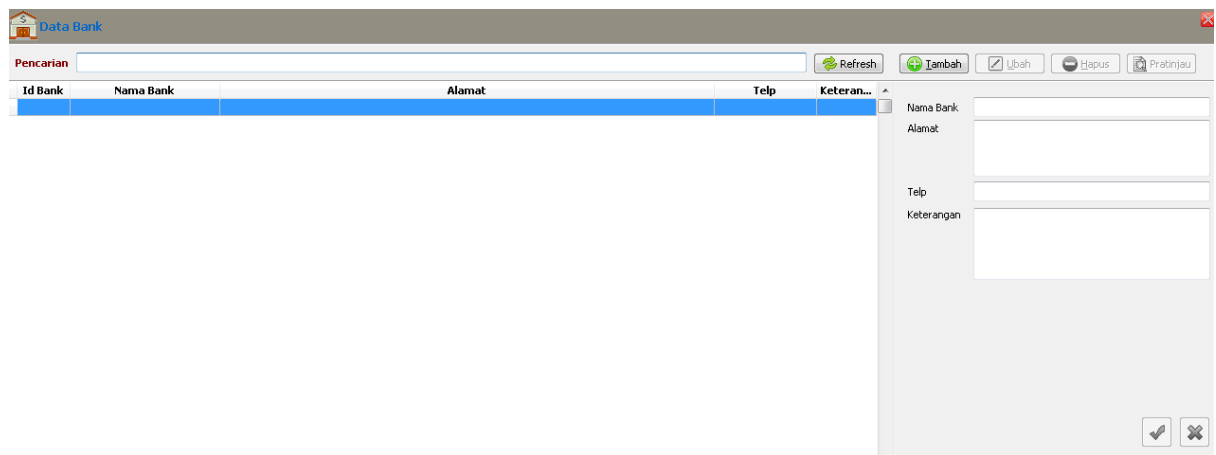 Data Bank
Pencarian Refresh Tambah Ubah Hapus Pratinjau
Id Bank Nama Bank Alamat Telp Keteran...
Nama Bank
Alamat
Telp
Keterangan